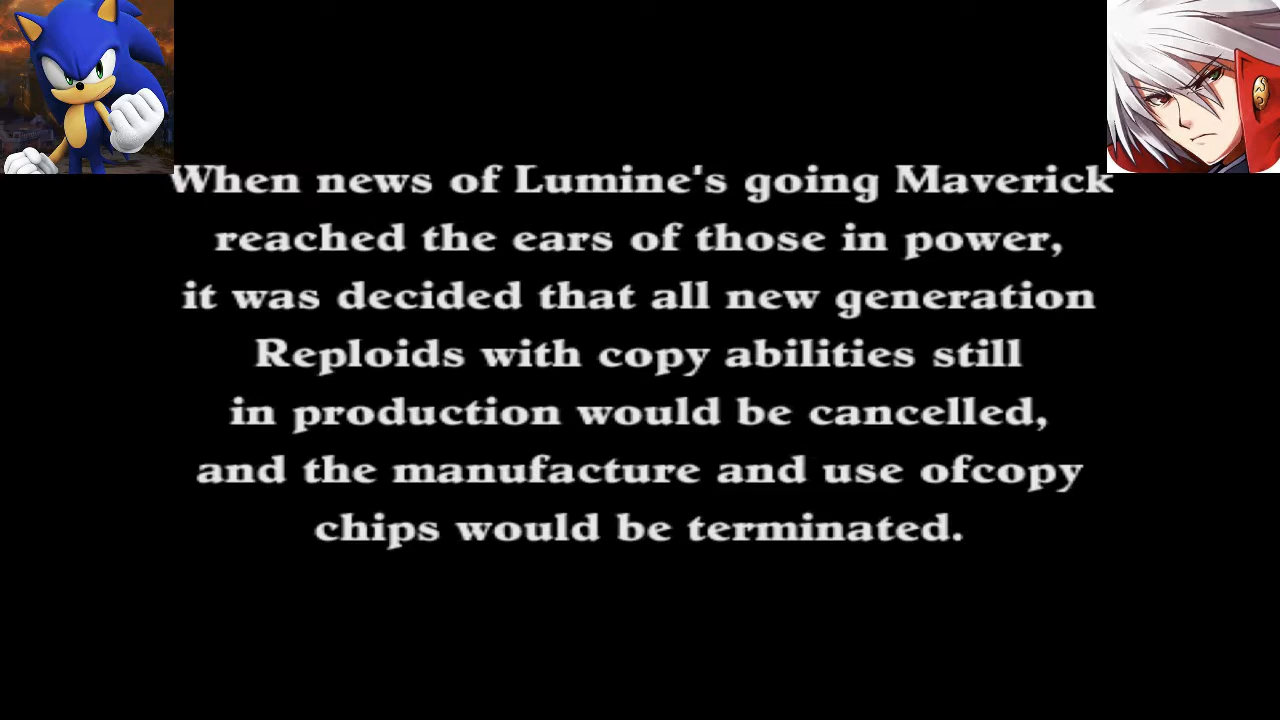 When news of Lumine's going Maverick
reached the ears of those in power,
it was decided that all new generation
Reploids with copy abilities still
in production would be cancelled,
and the manufacture and use ofcopy
chips would be terminated.